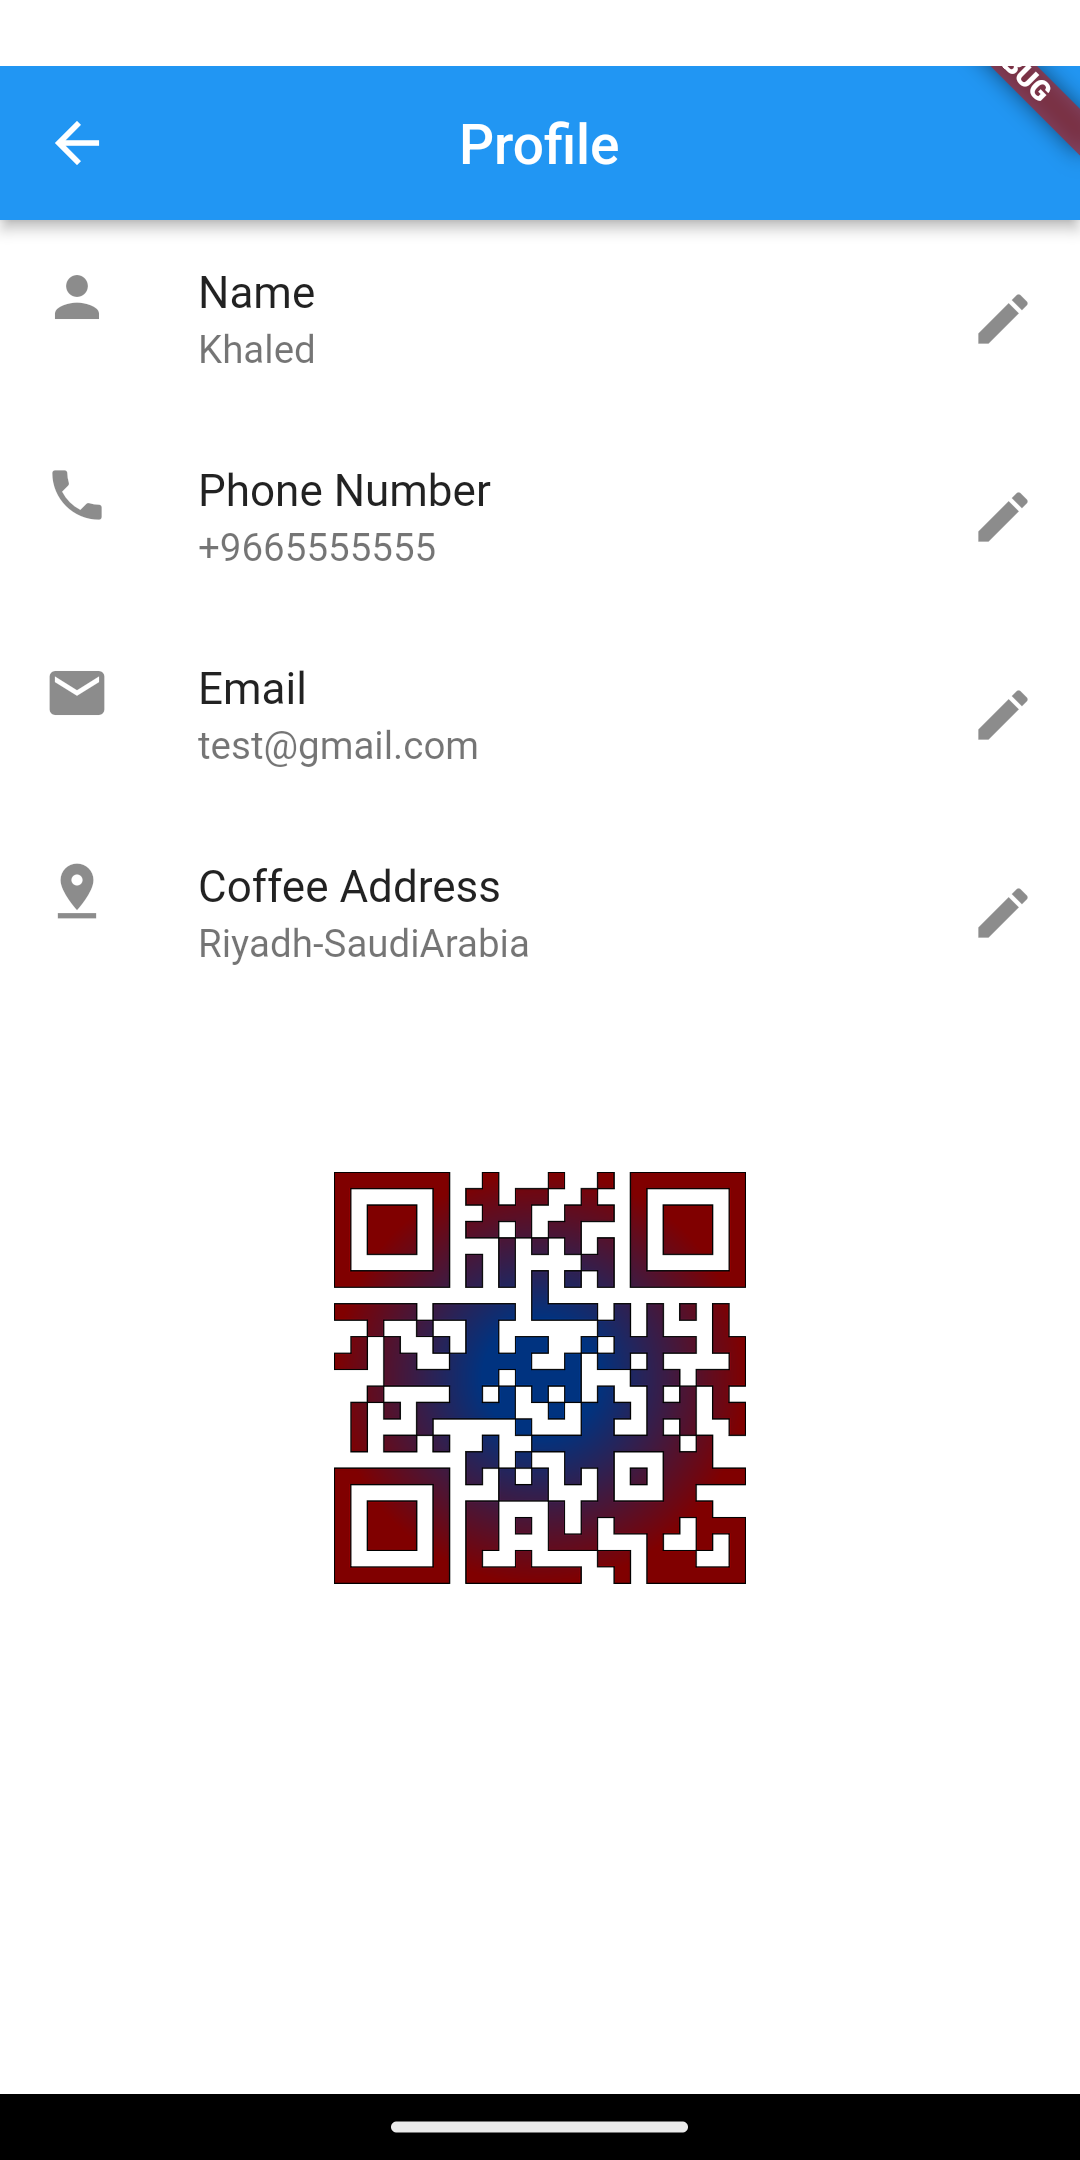 Profile
Name
Khaled
Phone Number
+9665555555
Email
test@gmail.com
Coffee Address
Riyadh-SaudiArabia